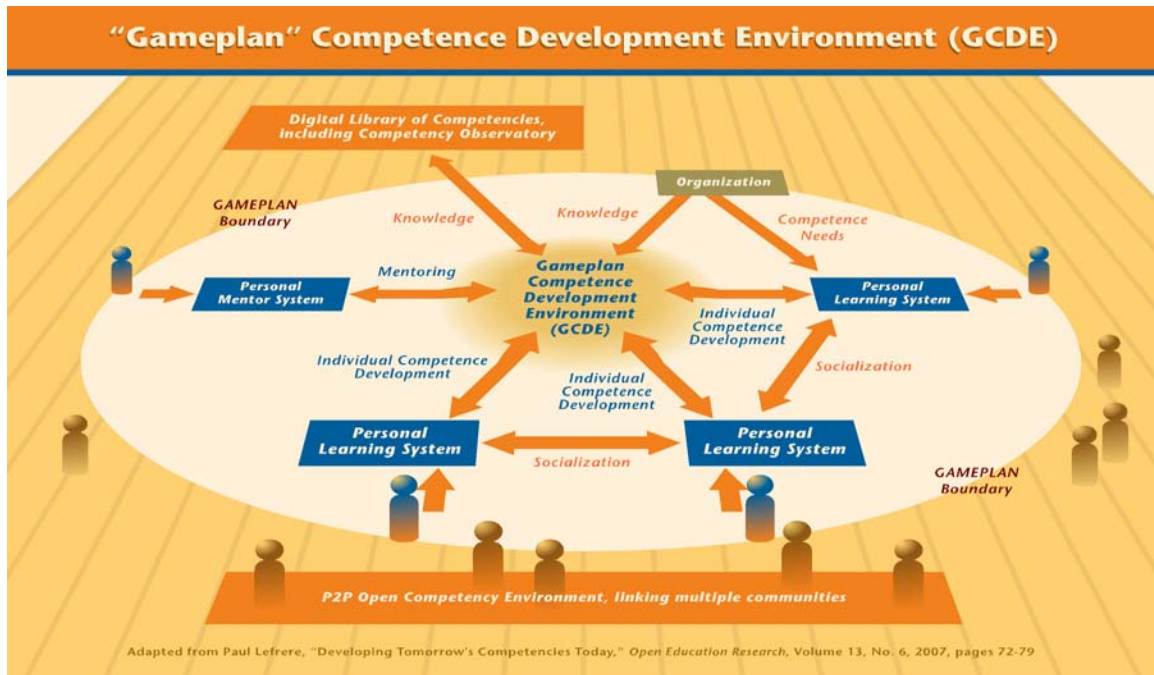 “Gameplan” Competence Development Environment (GCDE)
Digital Library of Competencies,
including Competency Observatory
Organization
GAMEPLAN
Boundary
Knowledge
Knowledge
Competence
Needs
Mentoring
Gameplan
Competence
Development
Environment
(GCDE)
Personal
Mentor System
Personal
Learning System
Individual
Competence
Development
Individual Competence
Development
Individual
Competence
Development
Socialization
Personal
Learning System
Personal
Learning System
Socialization
GAMEPLAN
Boundary
P2P Open Competency Environment, linking multiple communities
Adapted from Paul Lefrere, “Developing Tomorrow's Competencies Today,” Open Education Research, Volume 13, No. 6, 2007, pages 72-79